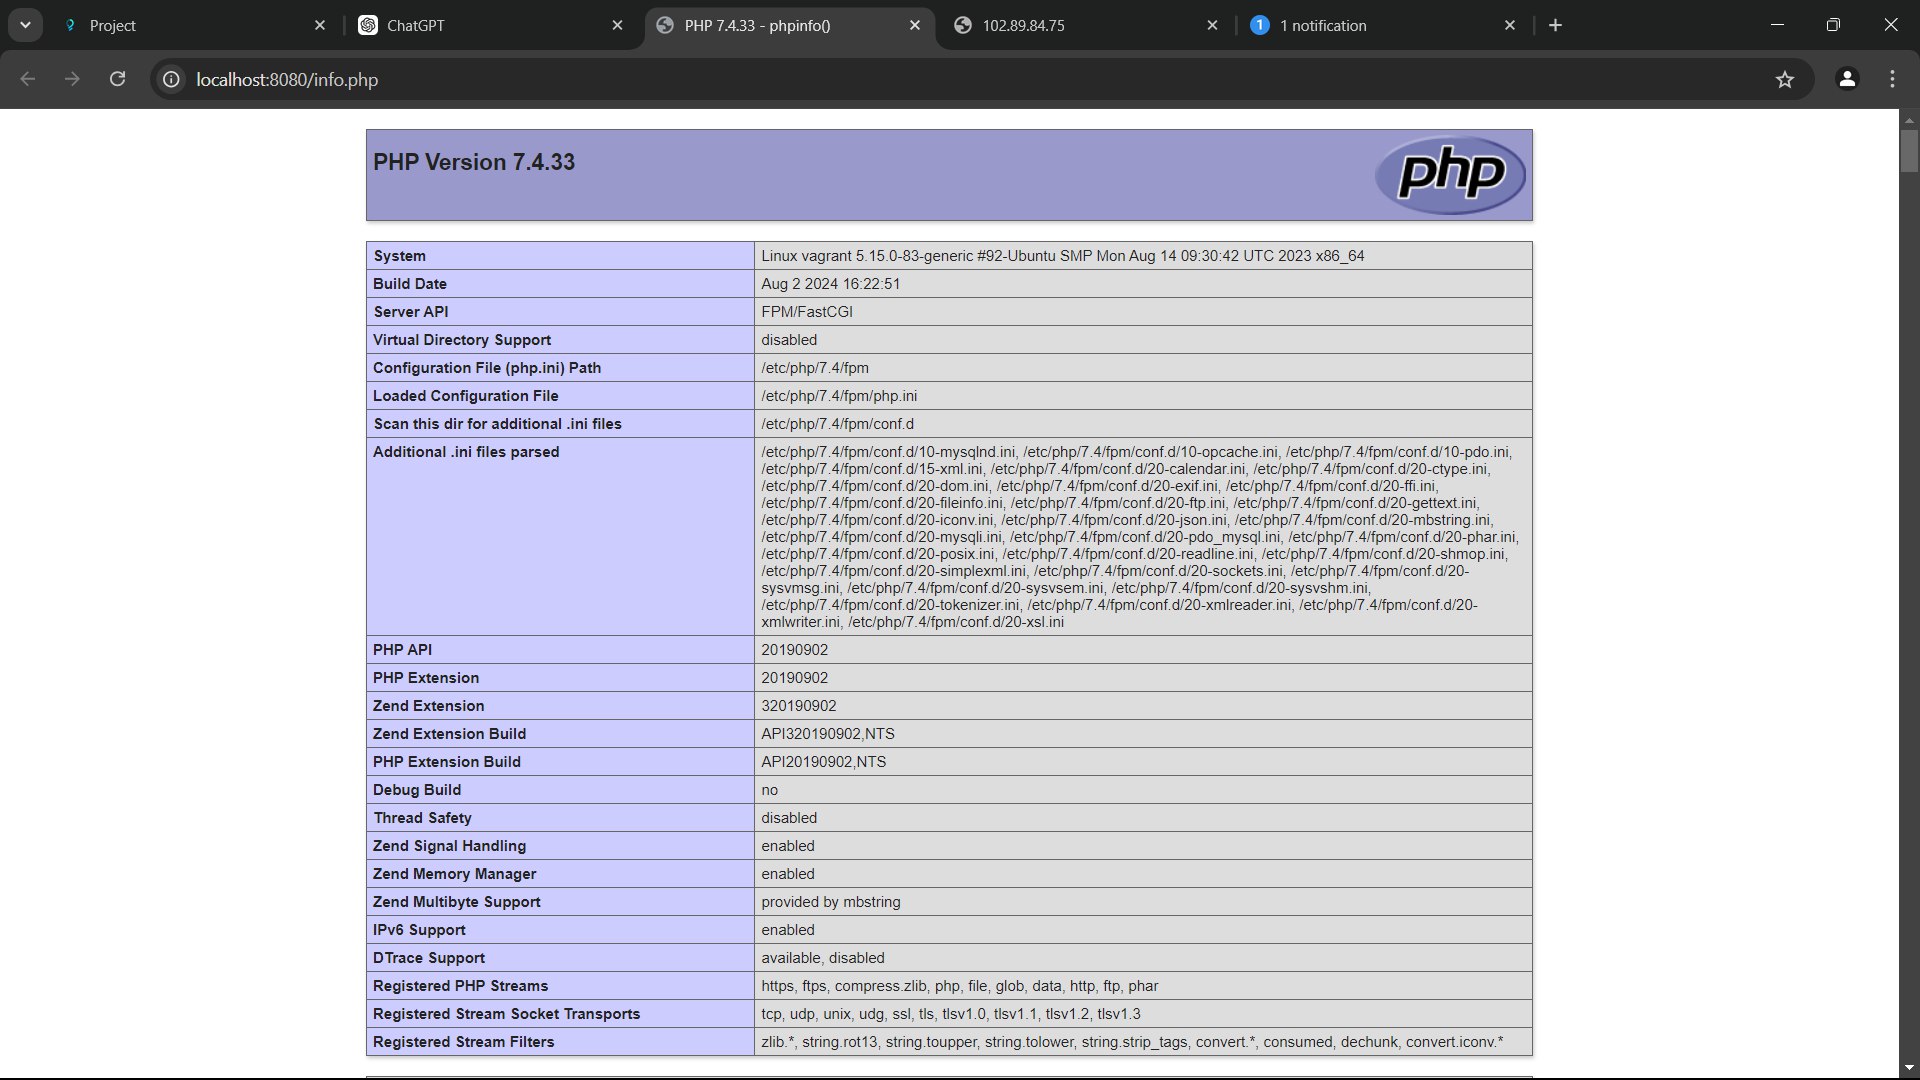 Project
ChatGPT
PHP 7.4.33 - phpinfo()
102.89.84.75
1
1 notification
localhost:8080/info.php
PHP Version 7.4.33
php
System Linux vagrant 5.15.0-83-generic #92-Ubuntu SMP Mon Aug 14 09:30:42 UTC 2023 x86_64
Build Date Aug 2 2024 16:22:51
Server API FPM/FastCGI
Virtual Directory Support disabled
Configuration File (php.ini) Path /etc/php/7.4/fpm
Loaded Configuration File /etc/php/7.4/fpm/php.ini
Scan this dir for additional .ini files /etc/php/7.4/fpm/conf.d
Additional .ini files parsed /etc/php/7.4/fpm/conf.d/10-mysqlnd.ini, /etc/php/7.4/fpm/conf.d/10-opcache.ini, /etc/php/7.4/fpm/conf.d/10-pdo.ini,
/etc/php/7.4/fpm/conf.d/15-xml.ini, /etc/php/7.4/fpm/conf.d/20-calendar.ini, /etc/php/7.4/fpm/conf.d/20-ctype.ini,
/etc/php/7.4/fpm/conf.d/20-dom.ini, /etc/php/7.4/fpm/conf.d/20-exif.ini, /etc/php/7.4/fpm/conf.d/20-ffi.ini,
/etc/php/7.4/fpm/conf.d/20-fileinfo.ini, /etc/php/7.4/fpm/conf.d/20-ftp.ini, /etc/php/7.4/fpm/conf.d/20-gettext.ini,
/etc/php/7.4/fpm/conf.d/20-iconv.ini, /etc/php/7.4/fpm/conf.d/20-json.ini, /etc/php/7.4/fpm/conf.d/20-mbstring.ini,
/etc/php/7.4/fpm/conf.d/20-mysqli.ini, /etc/php/7.4/fpm/conf.d/20-pdo_mysql.ini, /etc/php/7.4/fpm/conf.d/20-phar.ini,
/etc/php/7.4/fpm/conf.d/20-posix.ini, /etc/php/7.4/fpm/conf.d/20-readline.ini, /etc/php/7.4/fpm/conf.d/20-shmop.ini,
/etc/php/7.4/fpm/conf.d/20-simplexml.ini, /etc/php/7.4/fpm/conf.d/20-sockets.ini, /etc/php/7.4/fpm/conf.d/20-
sysvmsg.ini, /etc/php/7.4/fpm/conf.d/20-sysvsem.ini, /etc/php/7.4/fpm/conf.d/20-sysvshm.ini,
/etc/php/7.4/fpm/conf.d/20-tokenizer.ini, /etc/php/7.4/fpm/conf.d/20-xmlreader.ini, /etc/php/7.4/fpm/conf.d/20-
xmlwriter.ini, /etc/php/7.4/fpm/conf.d/20-xsl.ini
PHP API 20190902
PHP Extension 20190902
Zend Extension 320190902
Zend Extension Build API320190902,NTS
PHP Extension Build API20190902,NTS
Debug Build no
Thread Safety disabled
Zend Signal Handling enabled
Zend Memory Manager enabled
Zend Multibyte Support provided by mbstring
IPv6 Support enabled
DTrace Support available, disabled
Registered PHP Streams https, ftps, compress.zlib, php, file, glob, data, http, ftp, phar
Registered Stream Socket Transports tcp, udp, unix, udg, ssl, tls, tlsv1.0, tlsv1.1, tlsv1.2, tlsv1.3
Registered Stream Filters zlib.*, string.rot13, string.toupper, string.tolower, string.strip_tags, convert.*, consumed, dechunk, convert.iconv.*